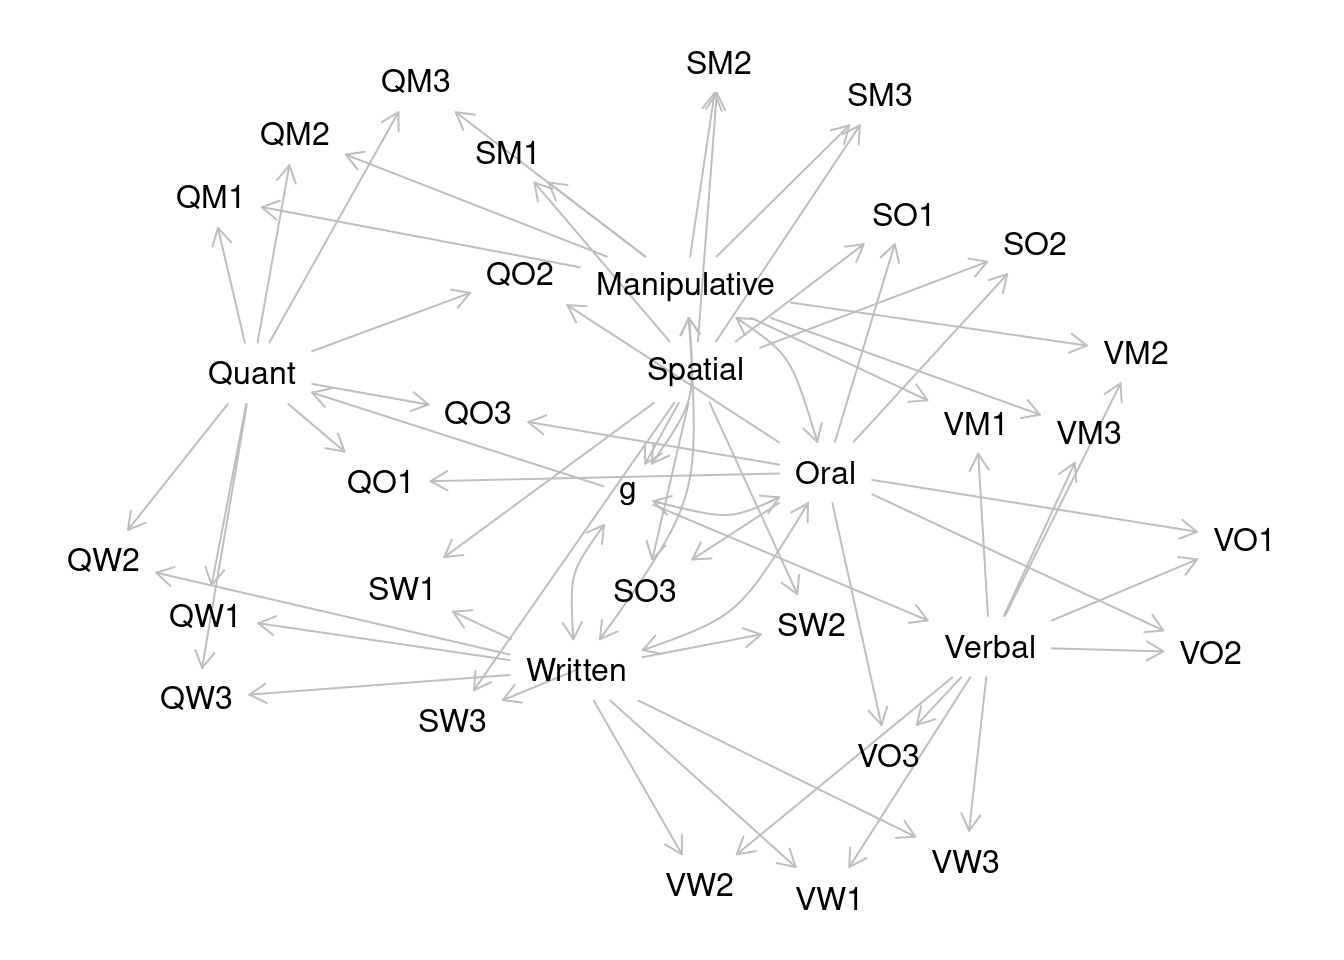 SM2
QM3
SM3
QM2
SM1
QM1
SO1
SO2
QO2
Manipulative
VM2
Quant
Spatial
QO3
VM1
VM3
Oral
QO1
g
VO1
QW2
SW1
SO3
QW1
SW2
Verbal
VO2
Written
QW3
SW3
VO3
VW3
VW2
VW1